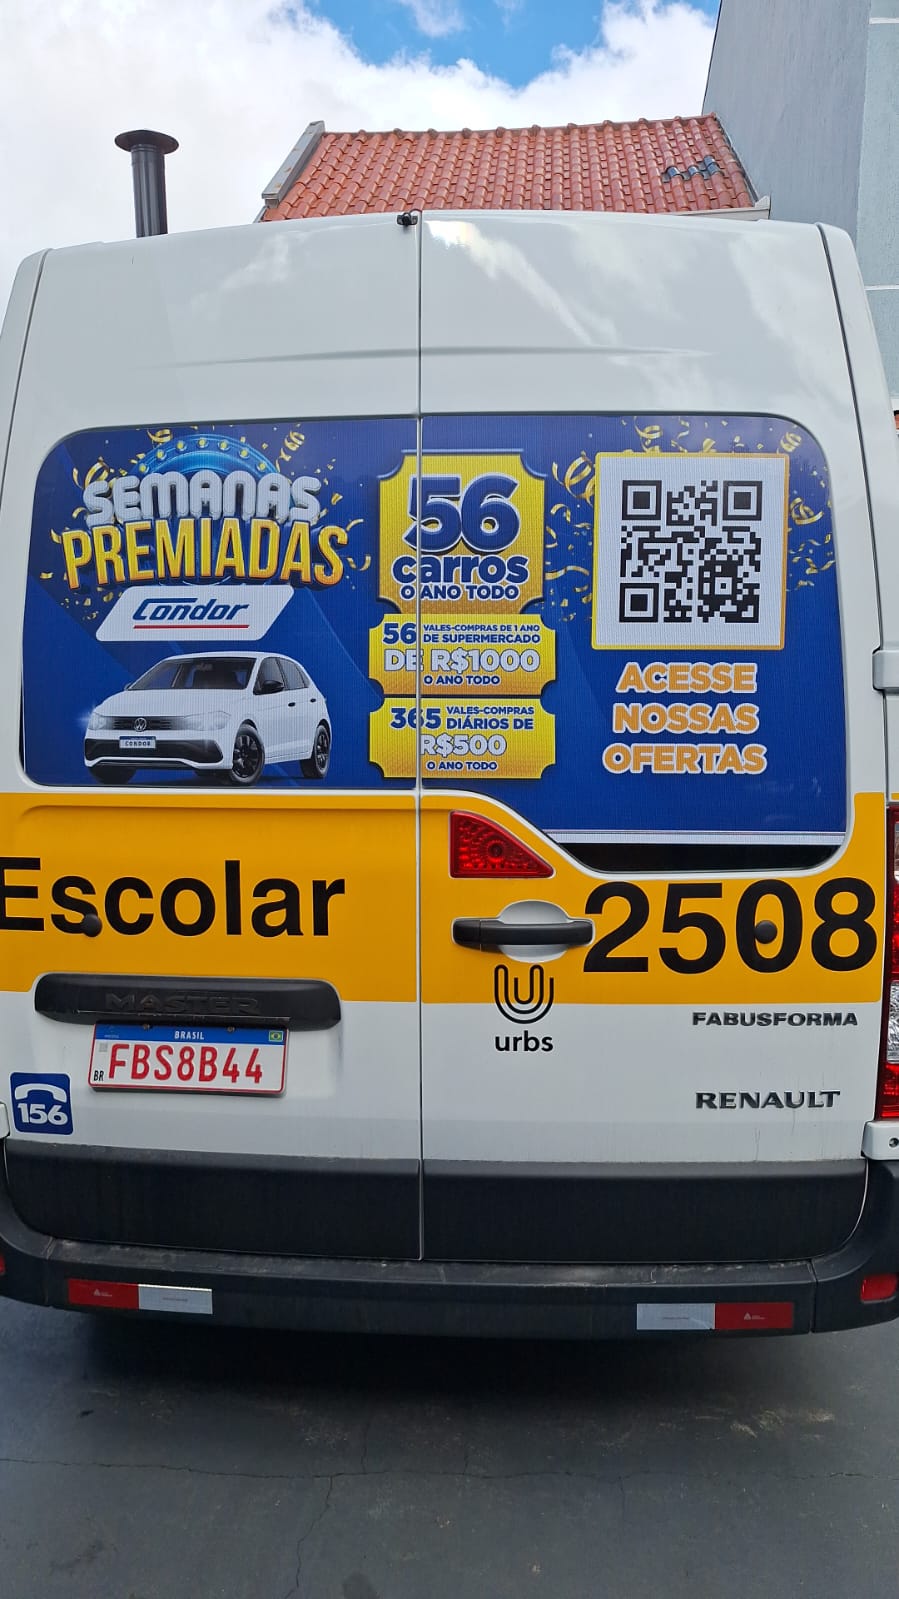 SEMANAS
PREMIADAS
Condor
CONDOR
56
carros
O ANO TODO
56 VALES-COMPRAS DE 1 ANO
DE SUPERMERCADO
DE R$1000
O ANO TODO
365 VALES-COMPRAS
DIÁRIOS DE
R$500
O ANO TODO
ACESSE
NOSSAS
OFERTAS
Escolar
2508
MASTER
BRASIL
BR
FBS8B44
156
urbs
FABUSFORMA
RENAULT